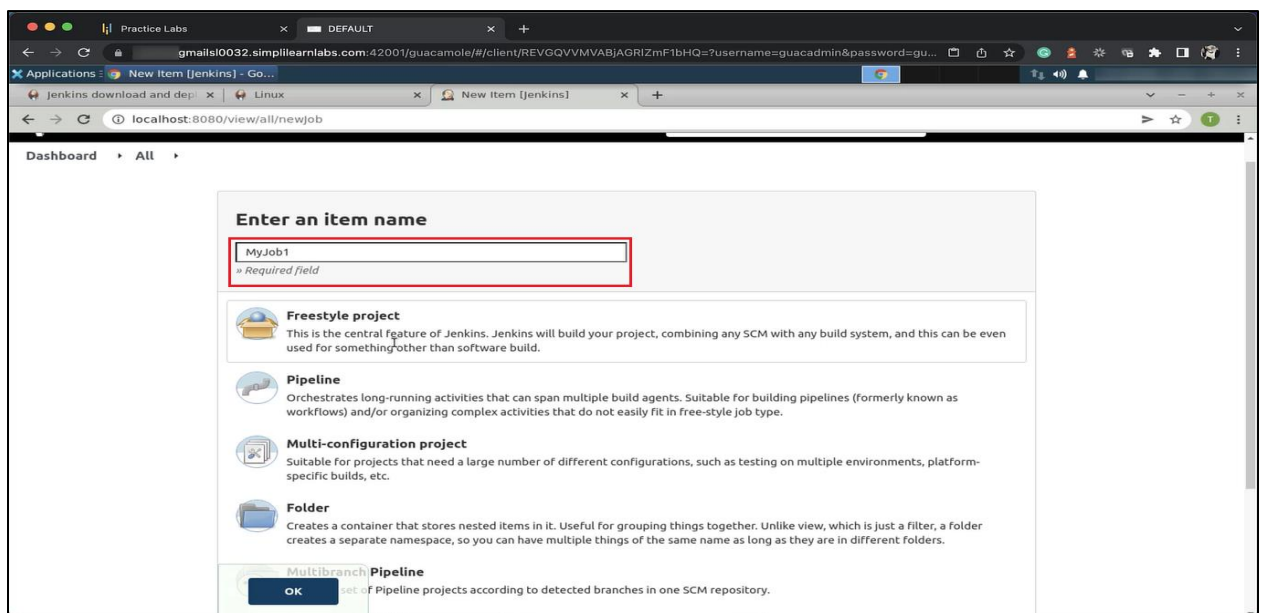 Practice Labs
DEFAULT
gmailsl0032.simplilearnlabs.com:42001/guacamole/#/client/REVGQVVMVABjAGRIZmF1bHQ=?username=guacadmin&password=gu...
Applications
New Item [Jenkins] - Go...
Jenkins download and depl
Linux
New Item [Jenkins]
localhost:8080/view/all/newJob
T
Dashboard
All
Enter an item name
MyJob1
» Required field
Freestyle project
This is the central feature of Jenkins. Jenkins will build your project, combining any SCM with any build system, and this can be even
used for something other than software build.
Pipeline
Orchestrates long-running activities that can span multiple build agents. Suitable for building pipelines (formerly known as
workflows) and/or organizing complex activities that do not easily fit in free-style job type.
Multi-configuration project
Suitable for projects that need a large number of different configurations, such as testing on multiple environments, platform-
specific builds, etc.
Folder
Creates a container that stores nested items in it. Useful for grouping things together. Unlike view, which is just a filter, a folder
creates a separate namespace, so you can have multiple things of the same name as long as they are in different folders.
Multibranch Pipeline
OK
set of Pipeline projects according to detected branches in one SCM repository.